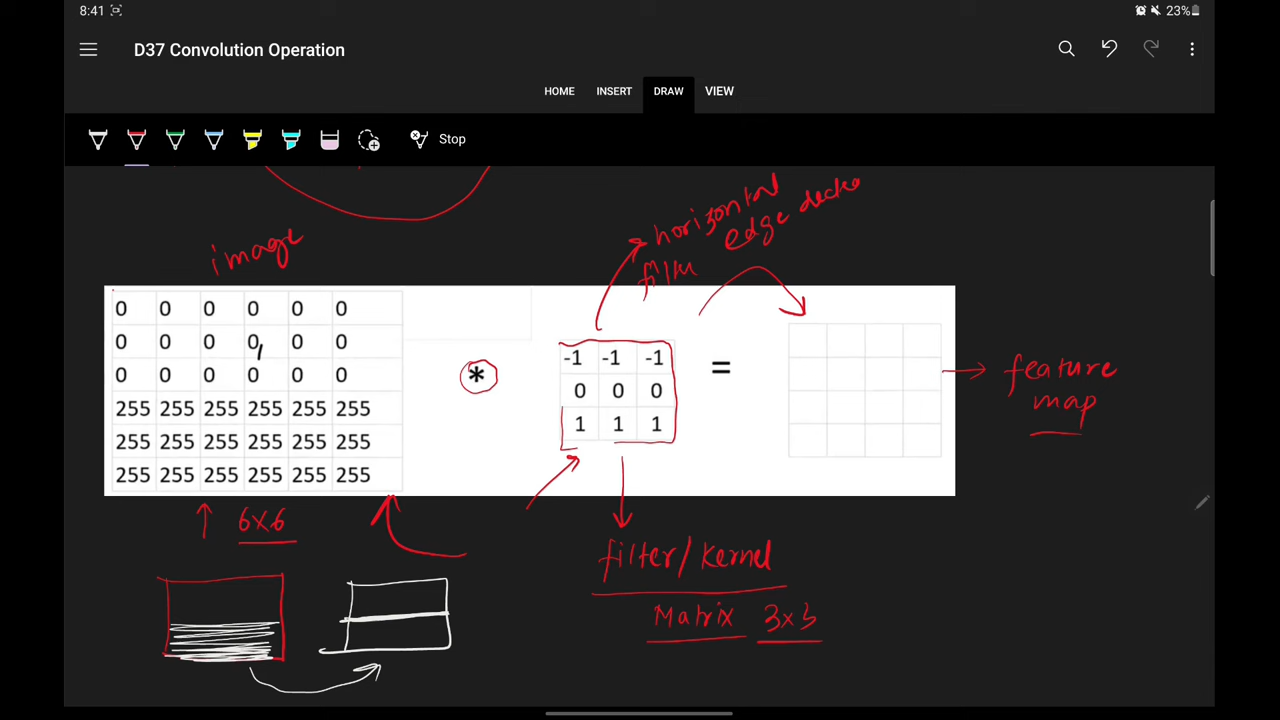 8:41
23%
D37 Convolution Operation
HOME INSERT DRAW VIEW
Stop
image
horizontal
edge
0 0 0 0 0 0
0 0 0 0 0 0
0 0 0 0 0 0
255 255 255 255 255 255
255 255 255 255 255 255
255 255 255 255 255 255
*
-1 -1 -1
0 0 0
1 1 1
=
feature
map
6x6
filter/kernel
Matrix 3x3